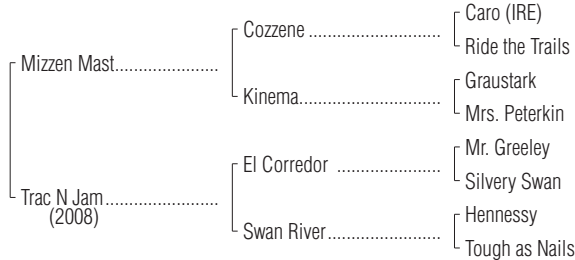 Caro (IRE)
Cozzene ........................
Ride the Trails
Mizzen Mast...................
Graustark
Kinema..........................
Mrs. Peterkin
Mr. Greeley
El Corredor ...................
Silvery Swan
Trac N Jam.....................
(2008)
Hennessy
Swan River.....................
Tough as Nails